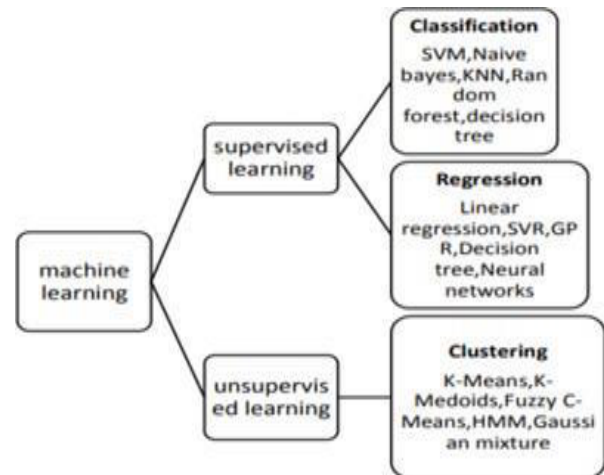 machine
learning
supervised
learning
unsupervis
ed learning
Classification
SVM,Naive
bayes,KNN,Ran
dom
forest,decision
tree
Regression
Linear
regression,SVR,GP
R,Decision
tree,Neural
networks
Clustering
K-Means,K-
Medoids,Fuzzy C-
Means,HMM,Gaussi
an mixture